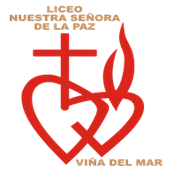 LICEO
NUESTRA SEÑORA
DE LA PAZ
VIÑA DEL MAR